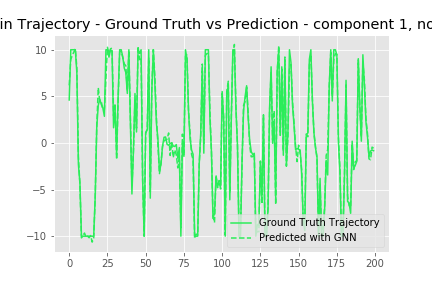 in Trajectory - Ground Truth vs Prediction - component 1, no
10
5
0
−5
−10
Ground Truth Trajectory
Predicted with GNN
0 25 50 75 100 125 150 175 200